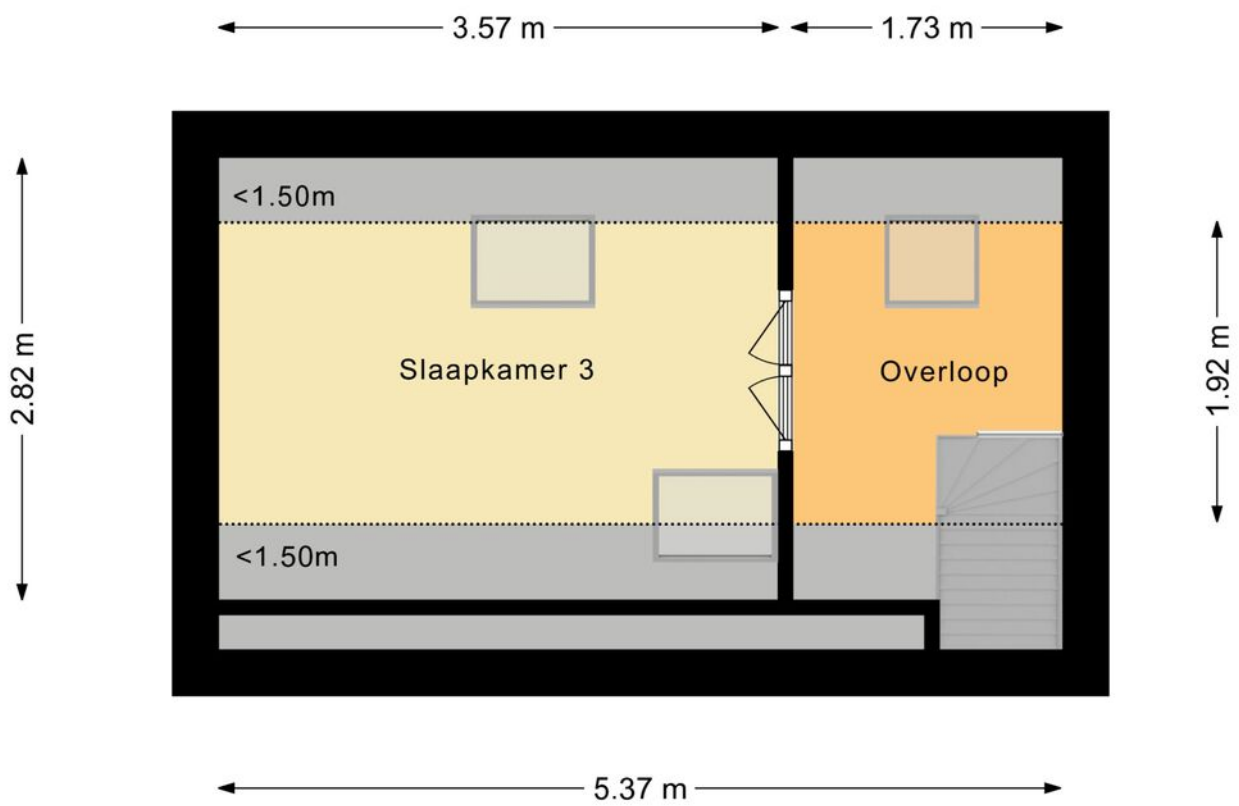 3.57 m
1.73 m
<1.50m
2.82 m
Slaapkamer 3
Overloop
1.92 m
<1.50m
5.37 m